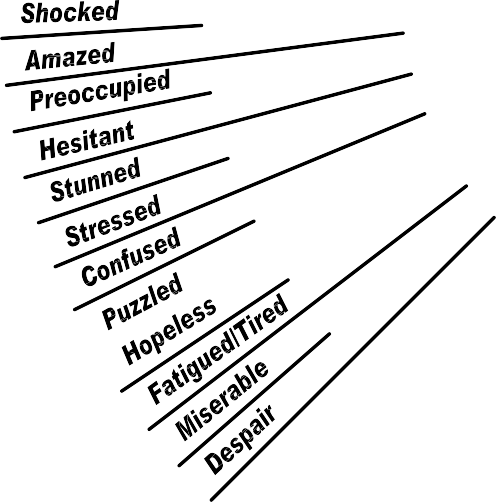 Shocked
Amazed
Preoccupied
Hesitant
Stunned
Stressed
Confused
Puzzled
Hopeless
Fatigued/Tired
Miserable
Despair